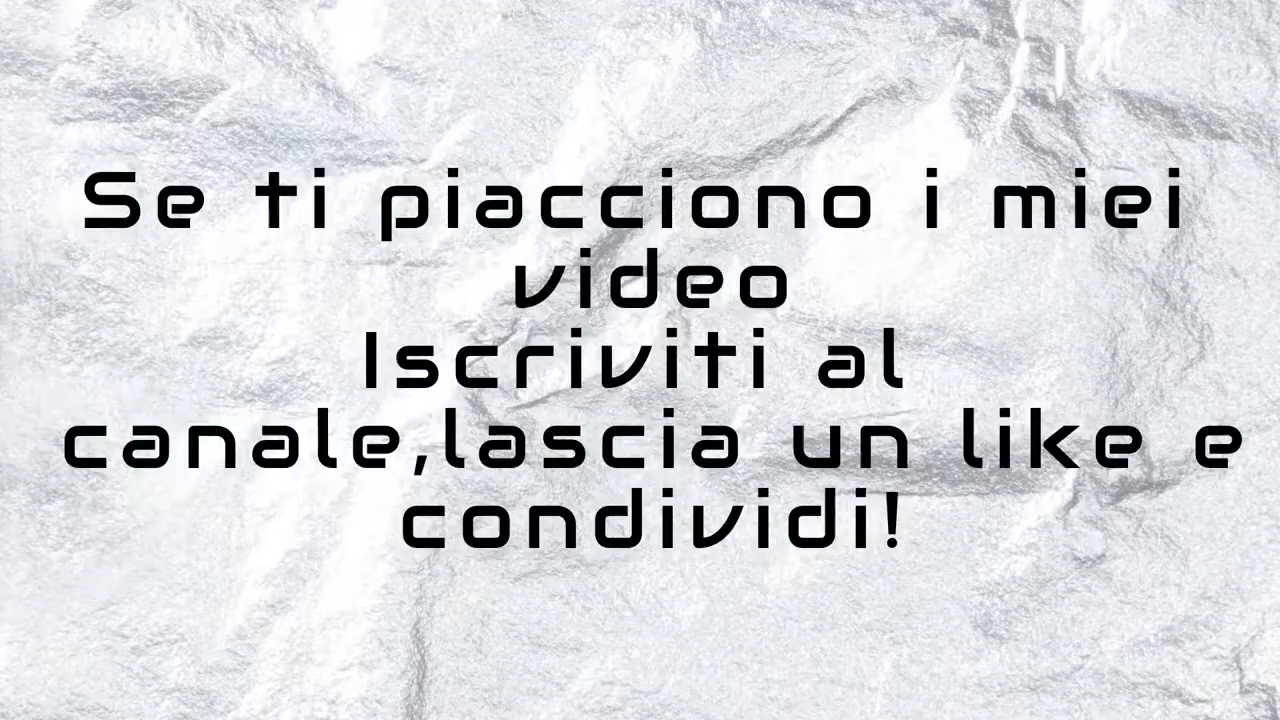 Se ti piacciono i miei
video
Iscriviti al
canale,lascia un like e
condividi!